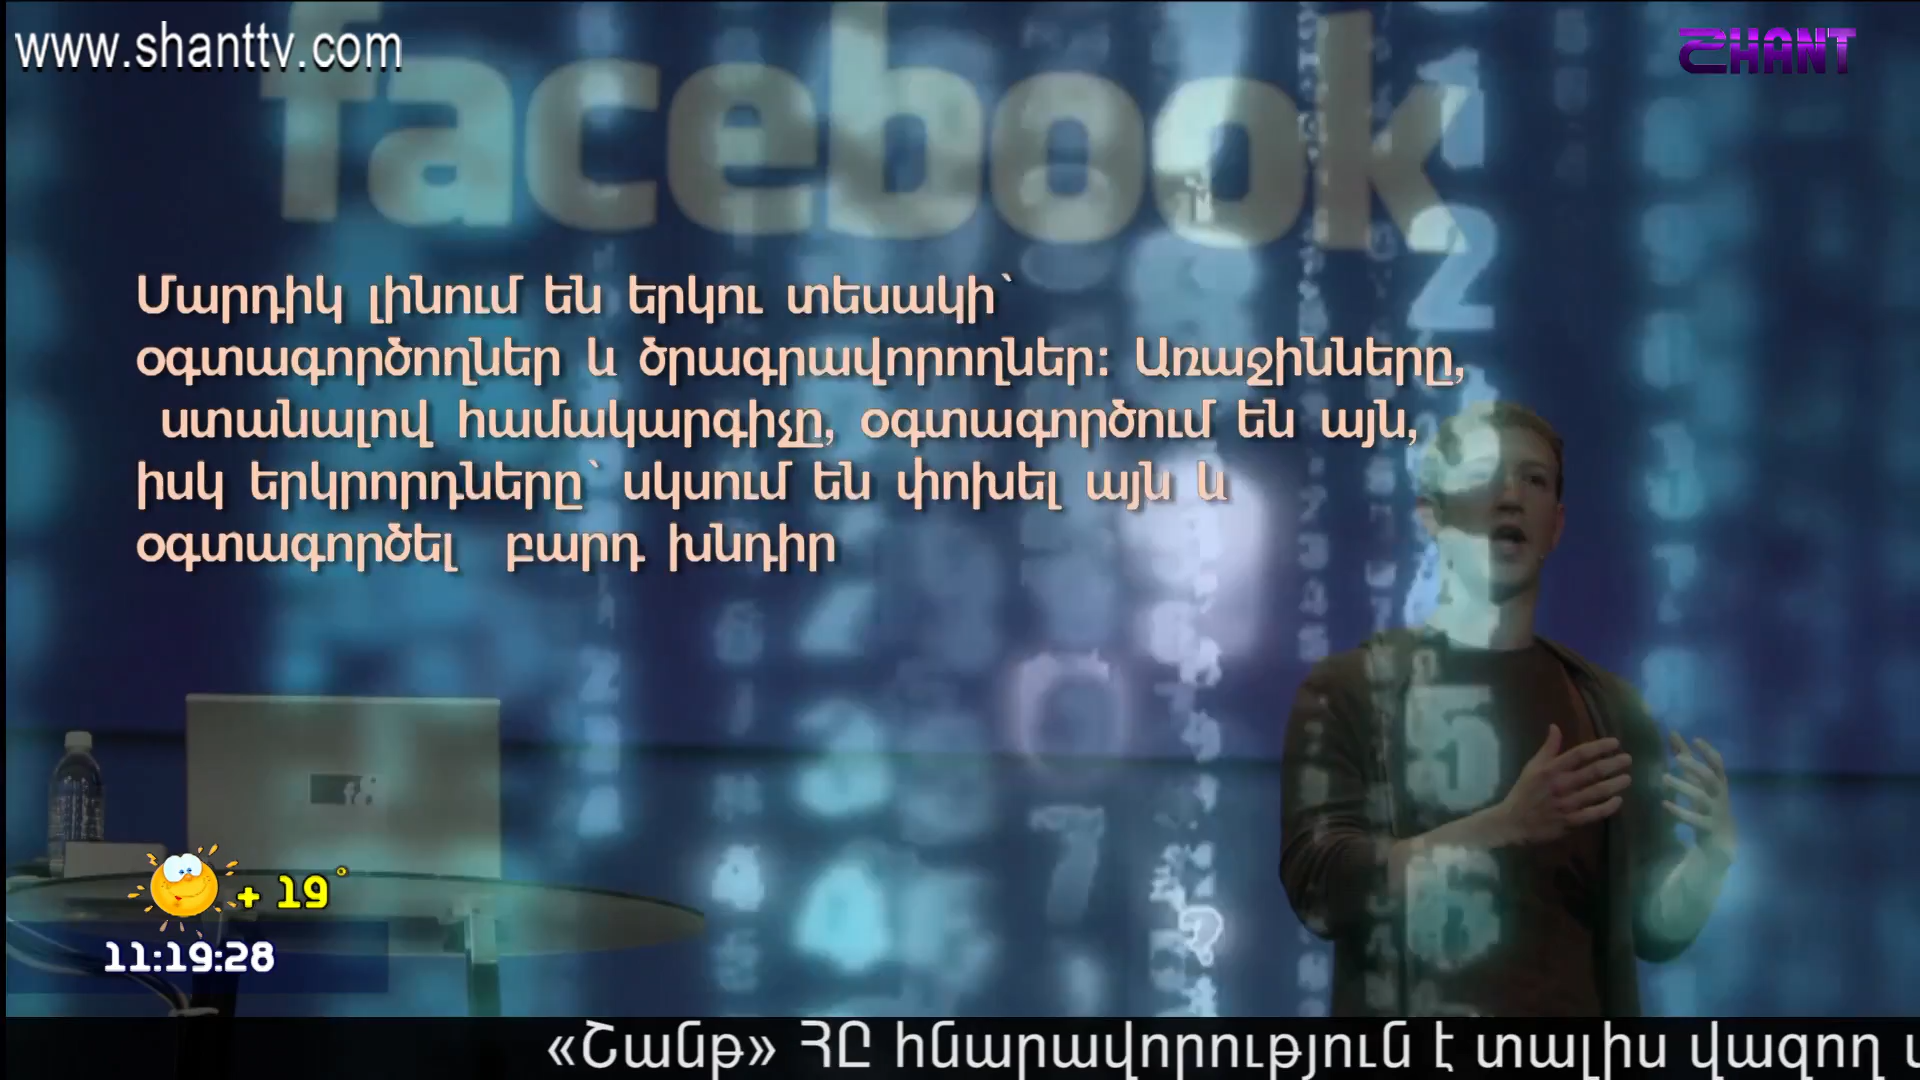 www.shanttv.com
SHANT
facebook
Մարդիկ լինում են երկու տեսակի՝
օգտագործողներ և ծրագրավորողներ: Առաջինները,
ստանալով համակարգիչը, օգտագործում են այն,
իսկ երկրորդները՝ սկսում են փոխել այն և
օգտագործել բարդ խնդիր
+ 19°
11:19:28
«Շանթ» ՀԸ հնարավորություն է տալիս վազող